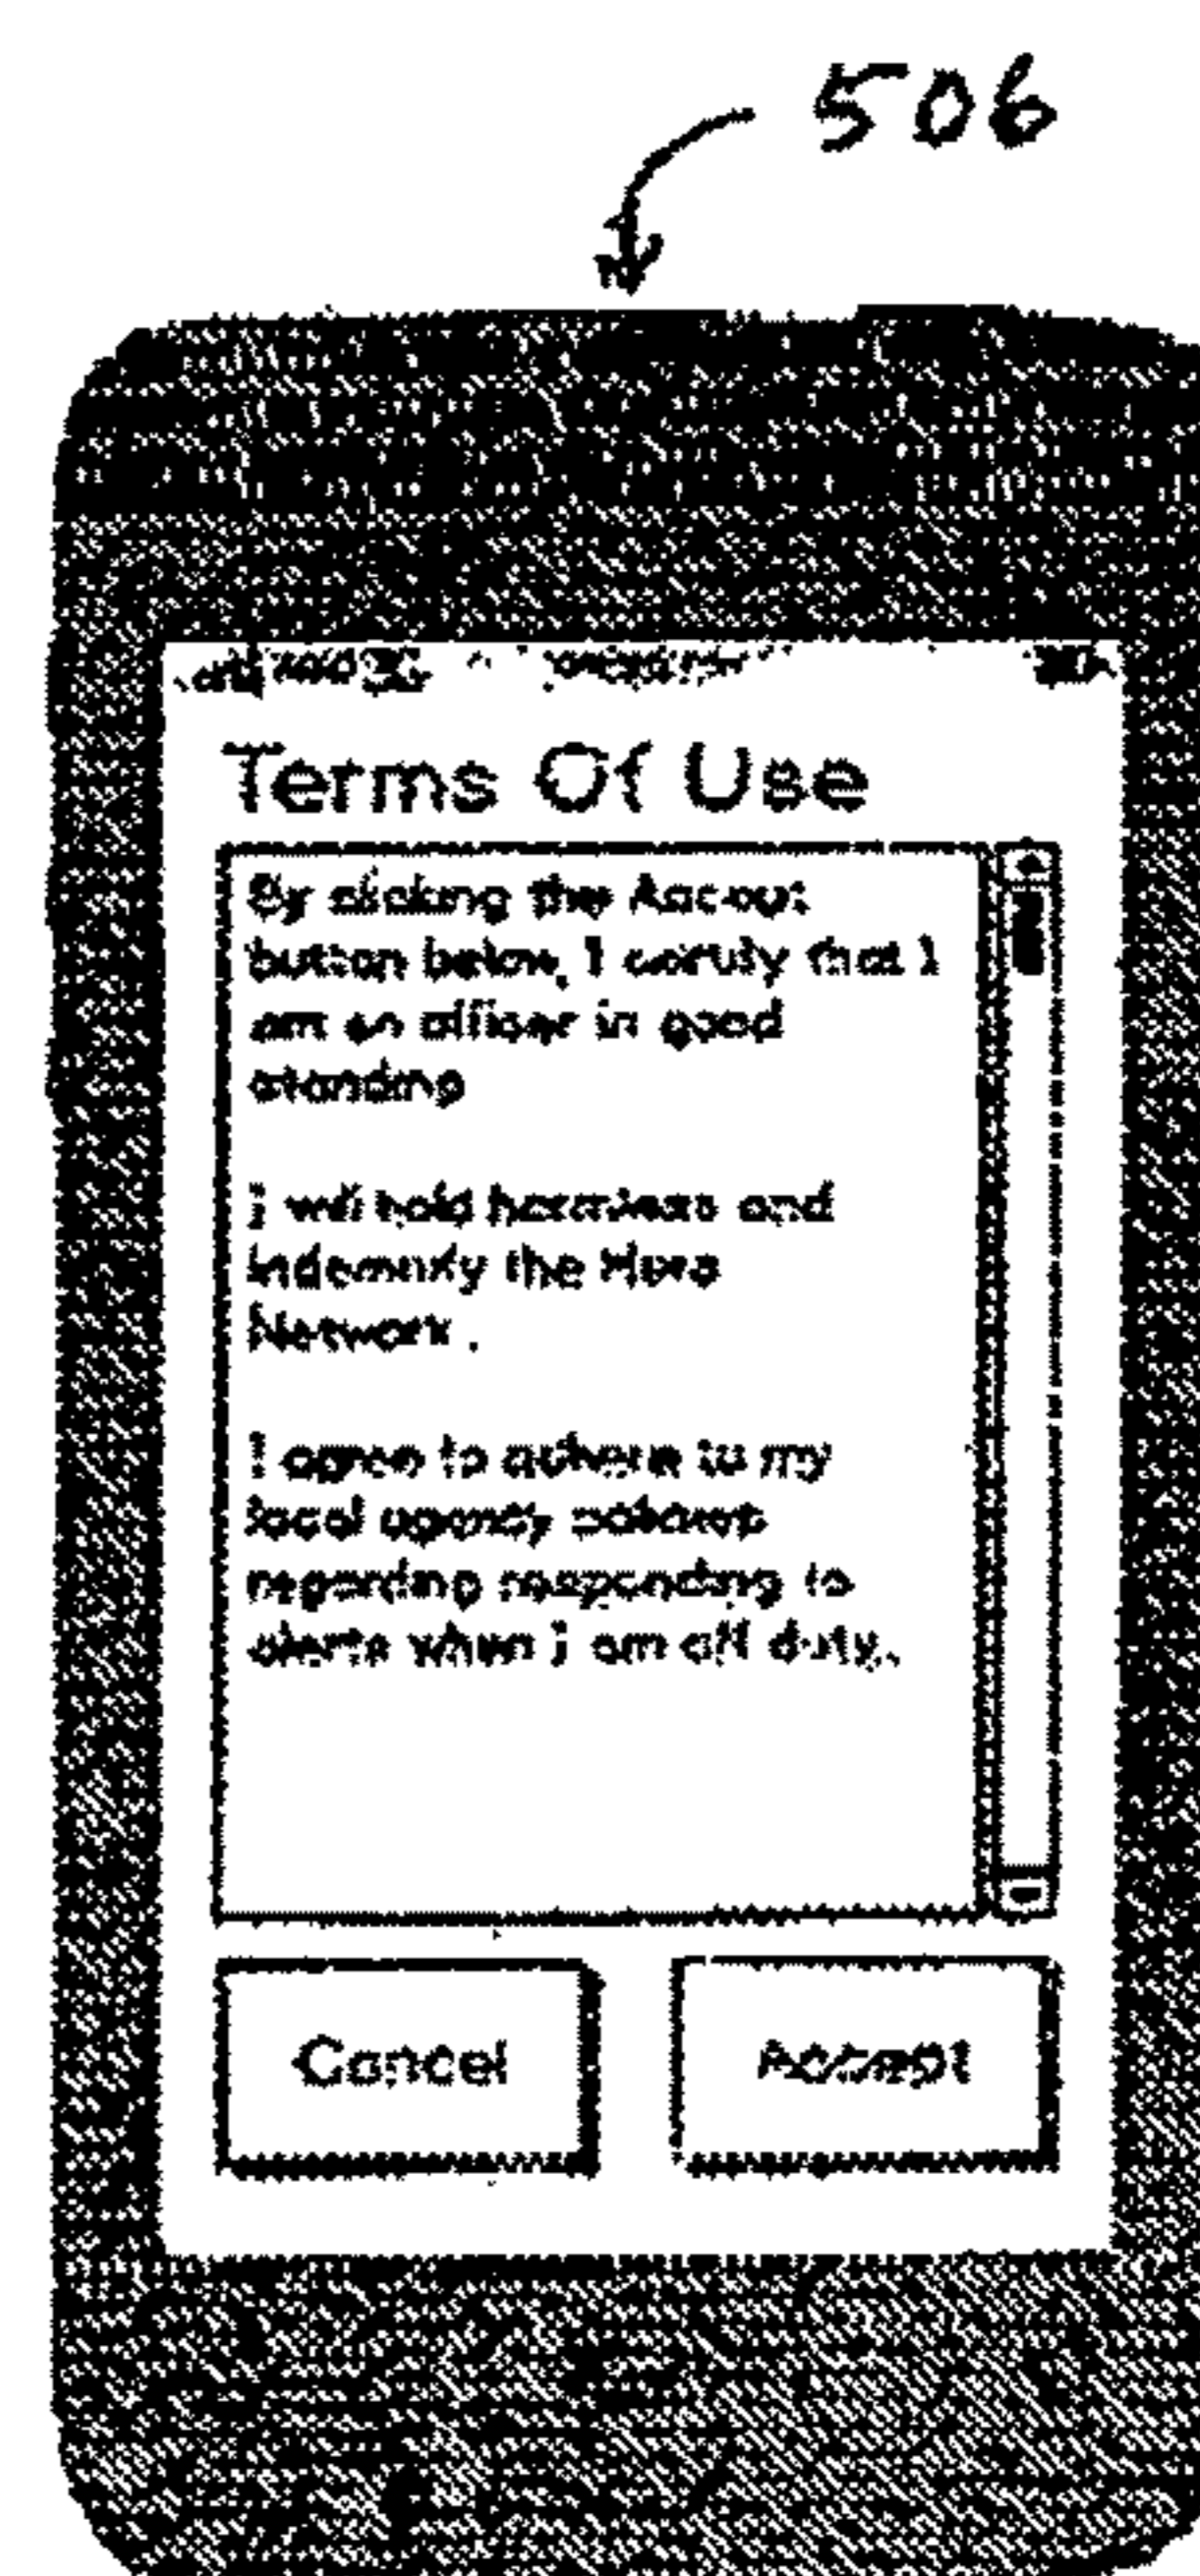 506
Terms Of Use
By clicking the Accept
button below, I certify that I
am an officer in good
standing
I will hold harmless and
indemnify the Hero
Network.
I agree to adhere to my
local agency policies
regarding responding to
alerts when I am off duty.
Cancel
Accept